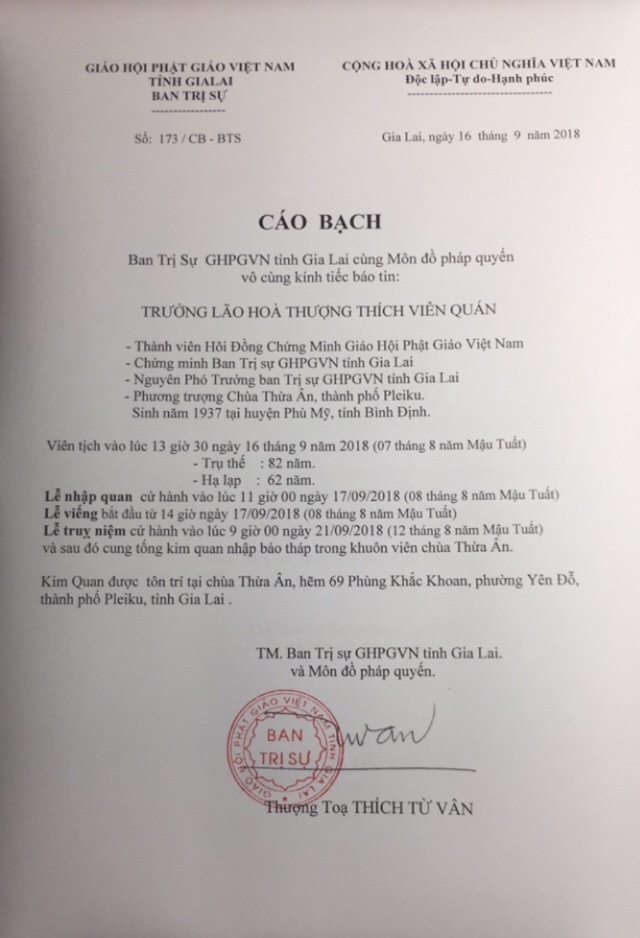 GIÁO HỘI PHẬT GIÁO VIỆT NAM
TỈNH GIALAI
BAN TRỊ SỰ
-----------------
Số: 173 / CB - BTS
CỘNG HOÀ XÃ HỘI CHỦ NGHĨA VIỆT NAM
Độc lập-Tự do-Hạnh phúc
---------------------------------
Gia Lai, ngày 16 tháng 9 năm 2018
CÁO BẠCH
Ban Trị Sự GHPGVN tỉnh Gia Lai cùng Môn đồ pháp quyến
vô cùng kính tiếc báo tin:
TRƯỞNG LÃO HOÀ THƯỢNG THÍCH VIÊN QUÁN
- Thành viên Hôi Đồng Chứng Minh Giáo Hội Phật Giáo Việt Nam
- Chứng minh Ban Trị sự GHPGVN tỉnh Gia Lai
- Nguyên Phó Trưởng ban Trị sự GHPGVN tỉnh Gia Lai
- Phương trượng Chùa Thừa Ân, thành phố Pleiku.
Sinh năm 1937 tại huyện Phù Mỹ, tỉnh Bình Định.
Viên tịch vào lúc 13 giờ 30 ngày 16 tháng 9 năm 2018 (07 tháng 8 năm Mậu Tuất)
- Trụ thế : 82 năm.
- Hạ lạp : 62 năm.
Lễ nhập quan cử hành vào lúc 11 giờ 00 ngày 17/09/2018 (08 tháng 8 năm Mậu Tuất)
Lễ viếng bắt đầu từ 14 giờ ngày 17/09/2018 (08 tháng 8 năm Mậu Tuất)
Lễ truy niệm cử hành vào lúc 9 giờ 00 ngày 21/09/2018 (12 tháng 8 năm Mậu Tuất)
và sau đó cung tống kim quan nhập bảo tháp trong khuôn viên chùa Thừa Ân.
Kim Quan được tôn trí tại chùa Thừa Ân, hẽm 69 Phùng Khắc Khoan, phường Yên Đỗ,
thành phố Pleiku, tỉnh Gia Lai .
TM. Ban Trị sự GHPGVN tỉnh Gia Lai.
và Môn đồ pháp quyến.
GIÁO HỘI PHẬT GIÁO VIỆT NAM TỈNH GIA LAI
BAN
TRỊ SỰ
Thượng Toạ THÍCH TỪ VÂN